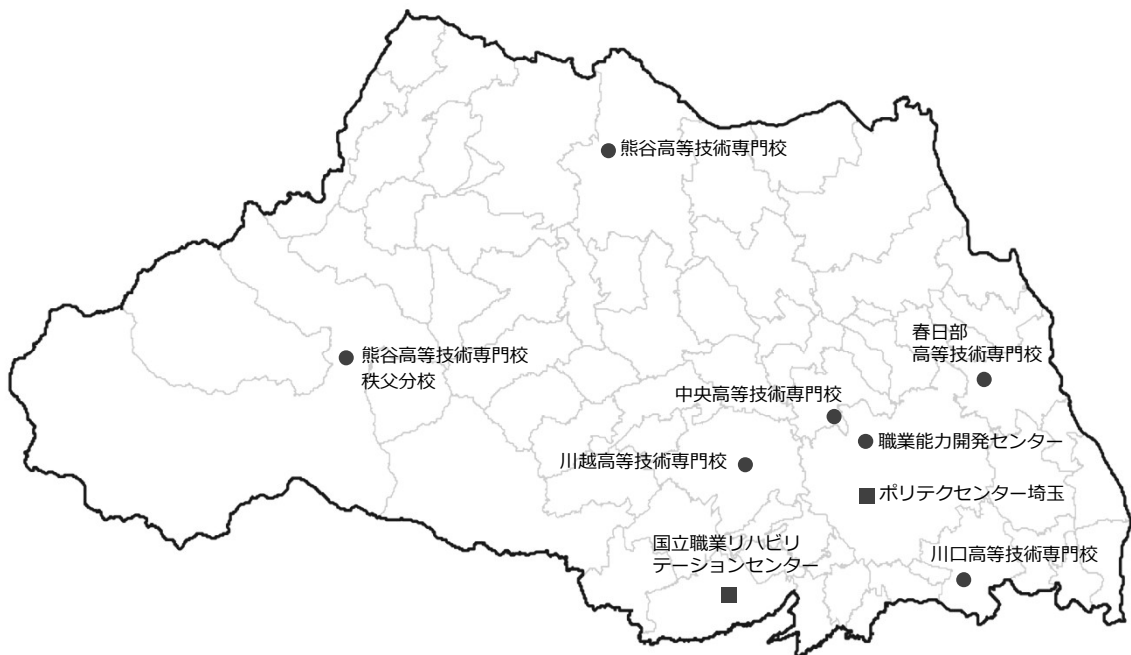 熊谷高等技術専門校
熊谷高等技術専門校
秩父分校
春日部
高等技術専門校
中央高等技術専門校
職業能力開発センター
川越高等技術専門校
ポリテクセンター埼玉
国立職業リハビリ
テーションセンター
川口高等技術専門校